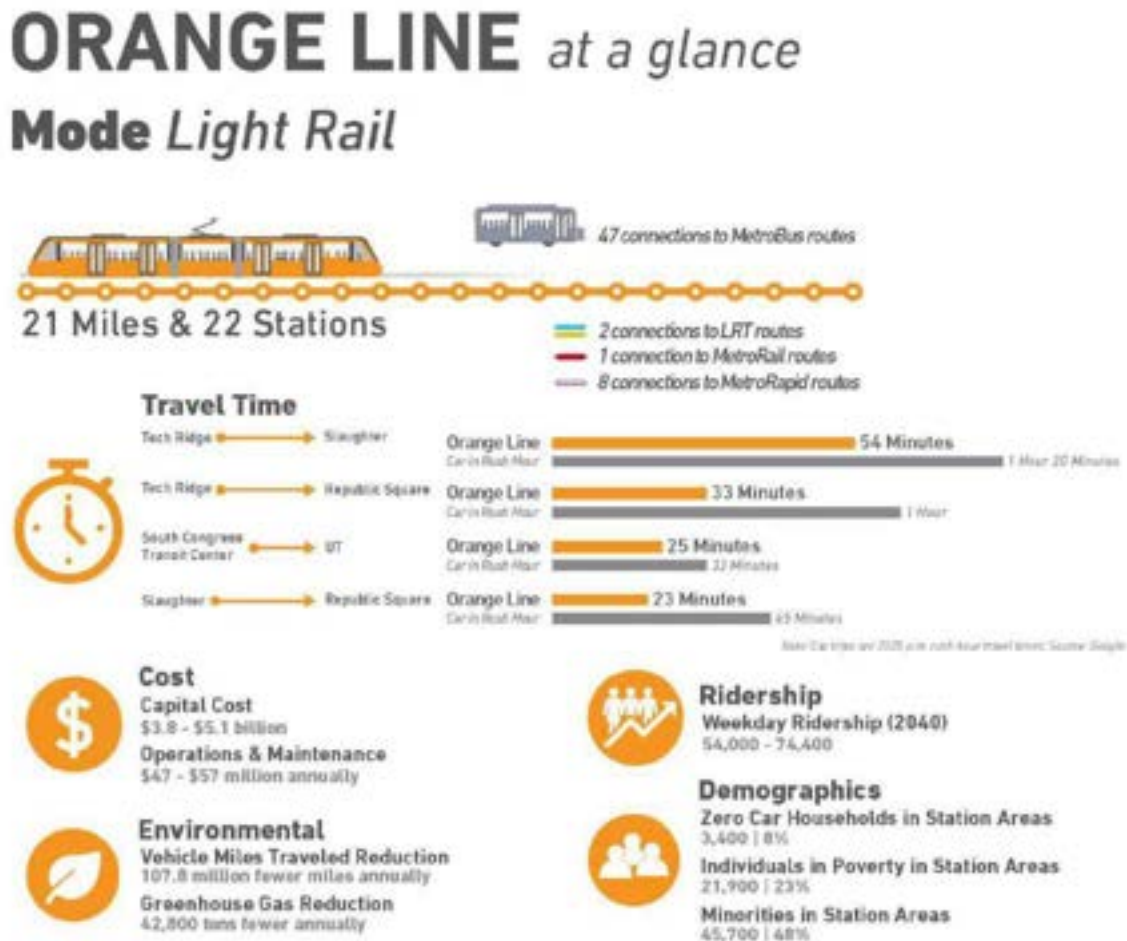 ORANGE LINE at a glance
Mode Light Rail
47 connections to MetroBus routes
21 Miles & 22 Stations
2 connections to LRT routes
1 connection to MetroRail routes
8 connections to MetroRapid routes
Travel Time
Tech Ridge Slaughter
Orange Line 54 Minutes
Car in Rush Hour 1 Hour 20 Minutes
Tech Ridge Republic Square
Orange Line 33 Minutes
Car in Rush Hour 1 Hour
South Congress
Transit Center
UT
Orange Line 25 Minutes
Car in Rush Hour Minutes
Slaughter Republic Square
Orange Line 23 Minutes
Car in Rush Hour Minutes
Cost
Capital Cost
$3.8 - $5.1 billion
Operations & Maintenance
$47 - $57 million annually
Environmental
Vehicle Miles Traveled Reduction
107.8 million fewer miles annually
Greenhouse Gas Reduction
42,800 tons fewer annually
Ridership
Weekday Ridership (2040)
54,000 - 74,400
Demographics
Zero Car Households in Station Areas
3,400 | 8%
Individuals in Poverty in Station Areas
21,900 | 23%
Minorities in Station Areas
45,700 | 48%